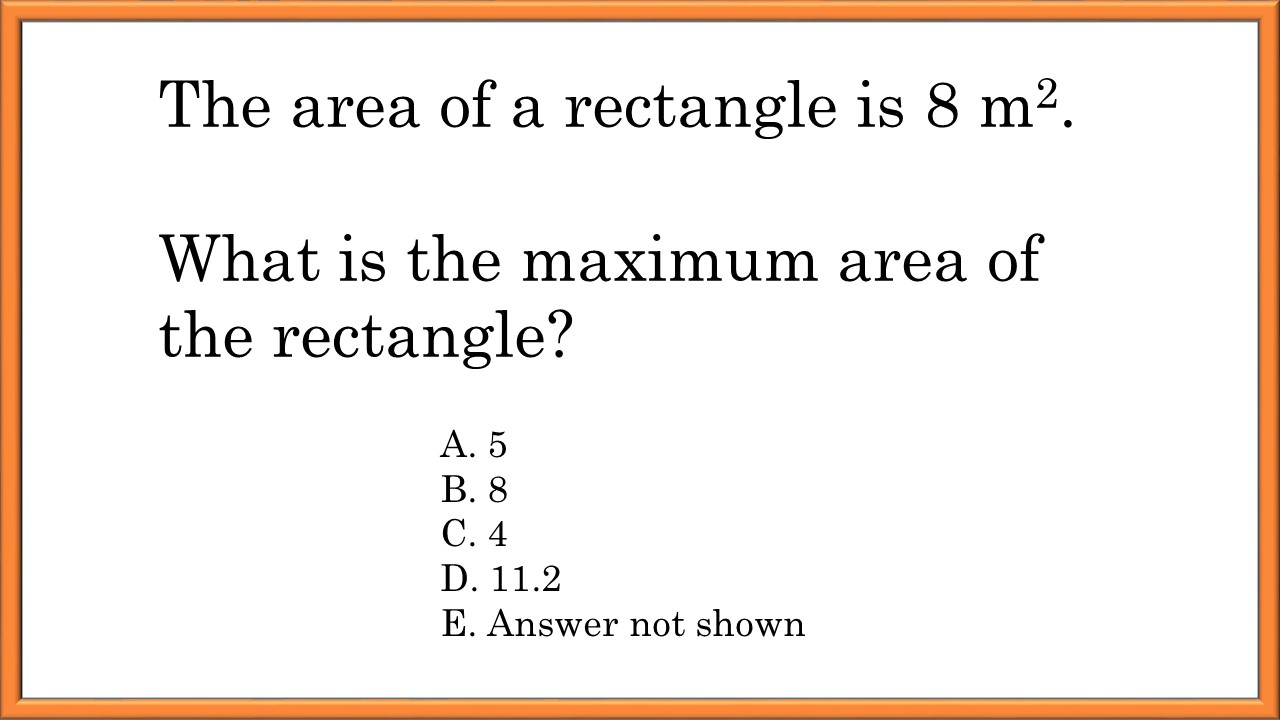 The area of a rectangle is 8 m².
What is the maximum area of
the rectangle?
A. 5
B. 8
C. 4
D. 11.2
E. Answer not shown